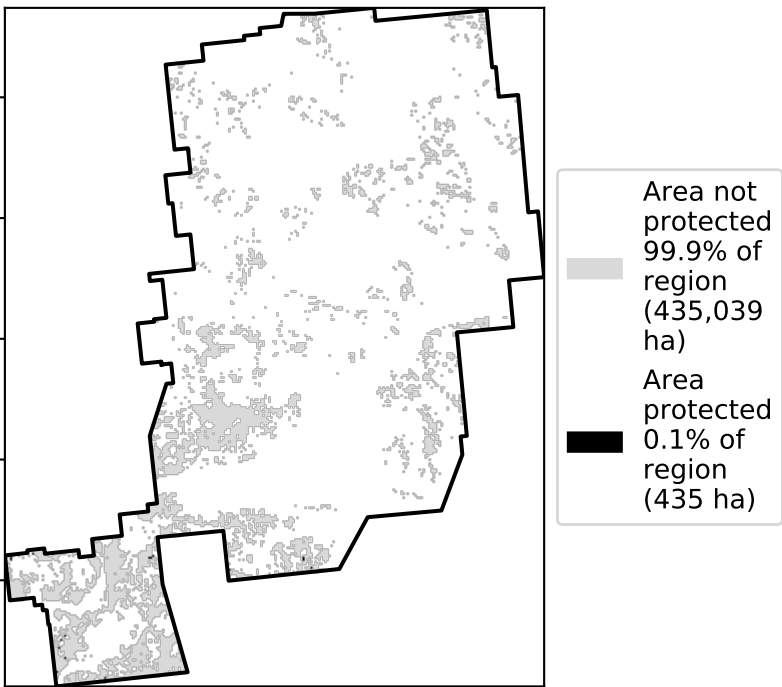 Area not
protected
99.9% of
region
(435,039
ha)
Area
protected
0.1% of
region
(435 ha)